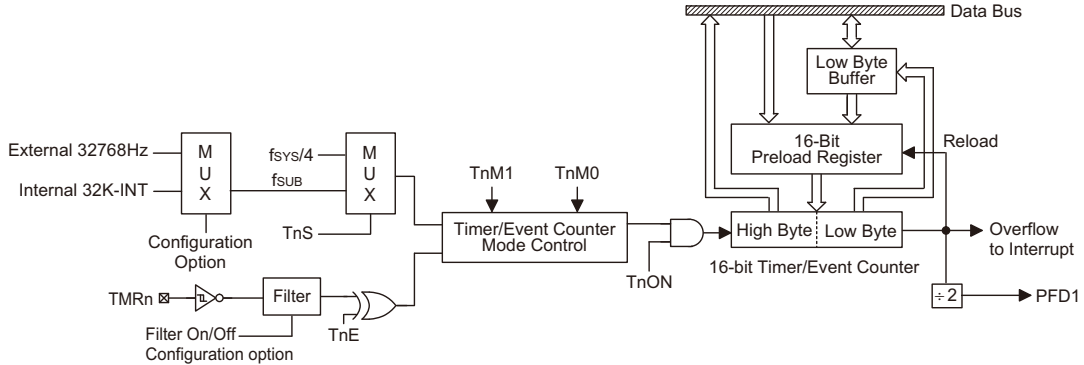 Data Bus
Low Byte
Buffer
16-Bit
Preload Register
Reload
External 32768Hz
Internal 32K-INT
M
U
X
fSYS/4
fSUB
M
U
X
TnS
Configuration
Option
TnM1
TnM0
Timer/Event Counter
Mode Control
TnON
High Byte
Low Byte
16-bit Timer/Event Counter
Overflow
to Interrupt
÷ 2
PFD1
TMRn
Filter
TnE
Filter On/Off
Configuration option